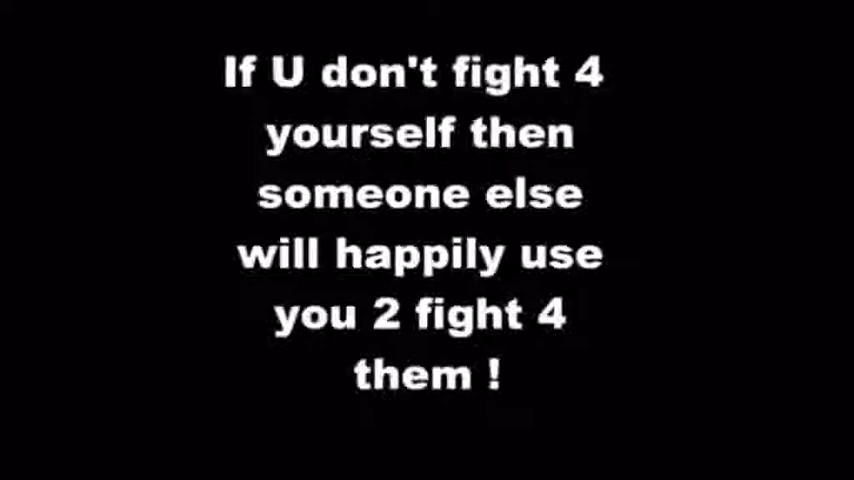 If U don't fight 4
yourself then
someone else
will happily use
you 2 fight 4
them !